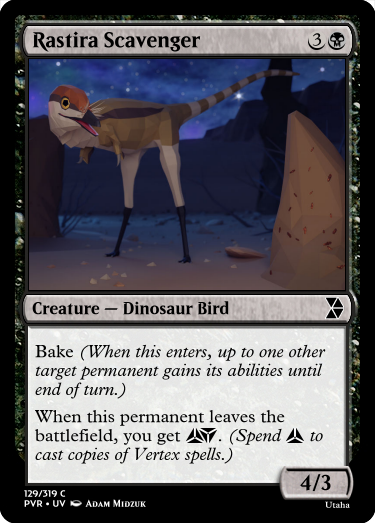 Rastira Scavenger 3
Creature — Dinosaur Bird
Bake (When this enters, up to one other
target permanent gains its abilities until
end of turn.)
When this permanent leaves the
battlefield, you get . (Spend to
cast copies of Vertex spells.)
4/3
129/319 C
PVR • UV Adam Midzuk
Utaha